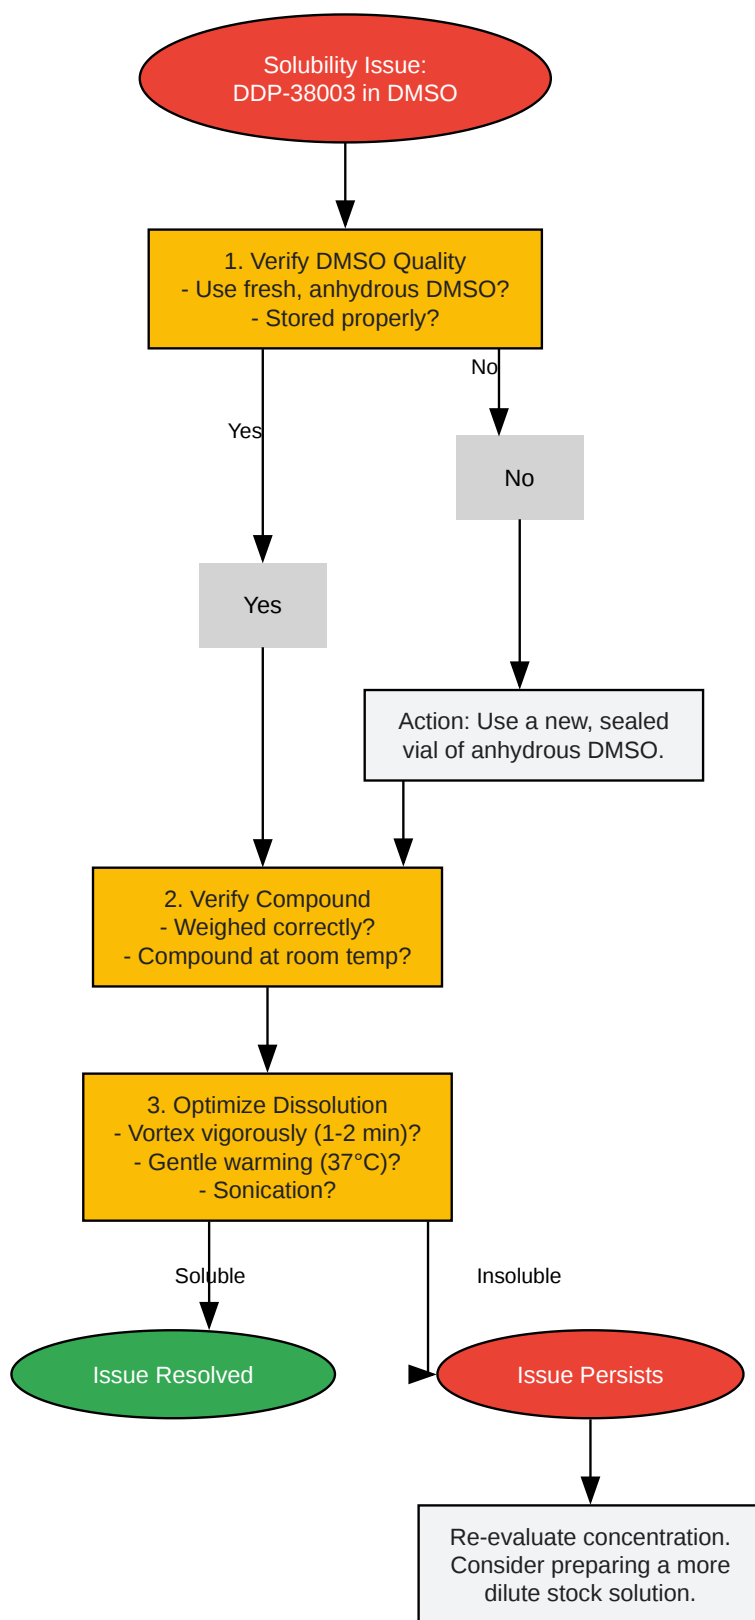 Solubility Issue:
DDP-38003 in DMSO
1. Verify DMSO Quality
- Use fresh, anhydrous DMSO?
- Stored properly?
No
Yes
No
Yes
Action: Use a new, sealed
vial of anhydrous DMSO.
2. Verify Compound
- Weighed correctly?
- Compound at room temp?
3. Optimize Dissolution
- Vortex vigorously (1-2 min)?
- Gentle warming (37°C)?
- Sonication?
Soluble
Insoluble
Issue Resolved
Issue Persists
Re-evaluate concentration.
Consider preparing a more
dilute stock solution.